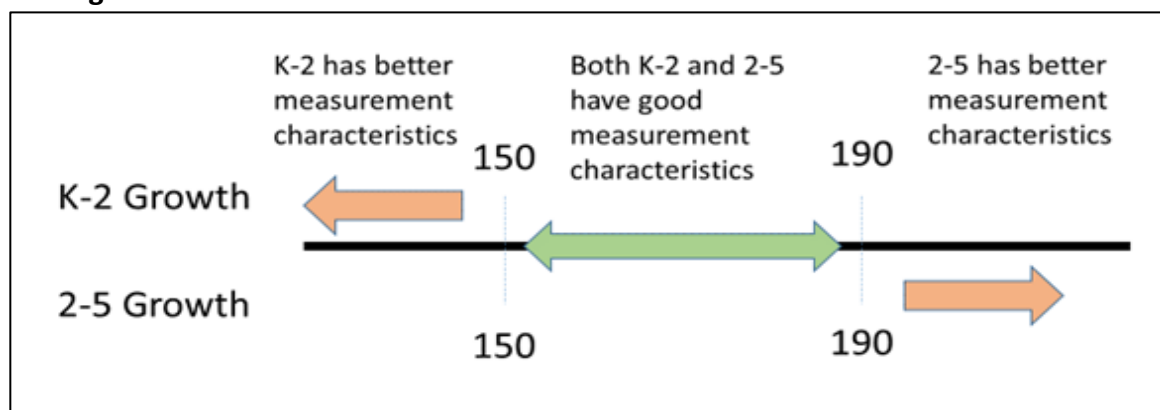 K-2 has better
measurement
characteristics
Both K-2 and 2-5
have good
measurement
characteristics
2-5 has better
measurement
characteristics
150
190
K-2 Growth
2-5 Growth
150
190